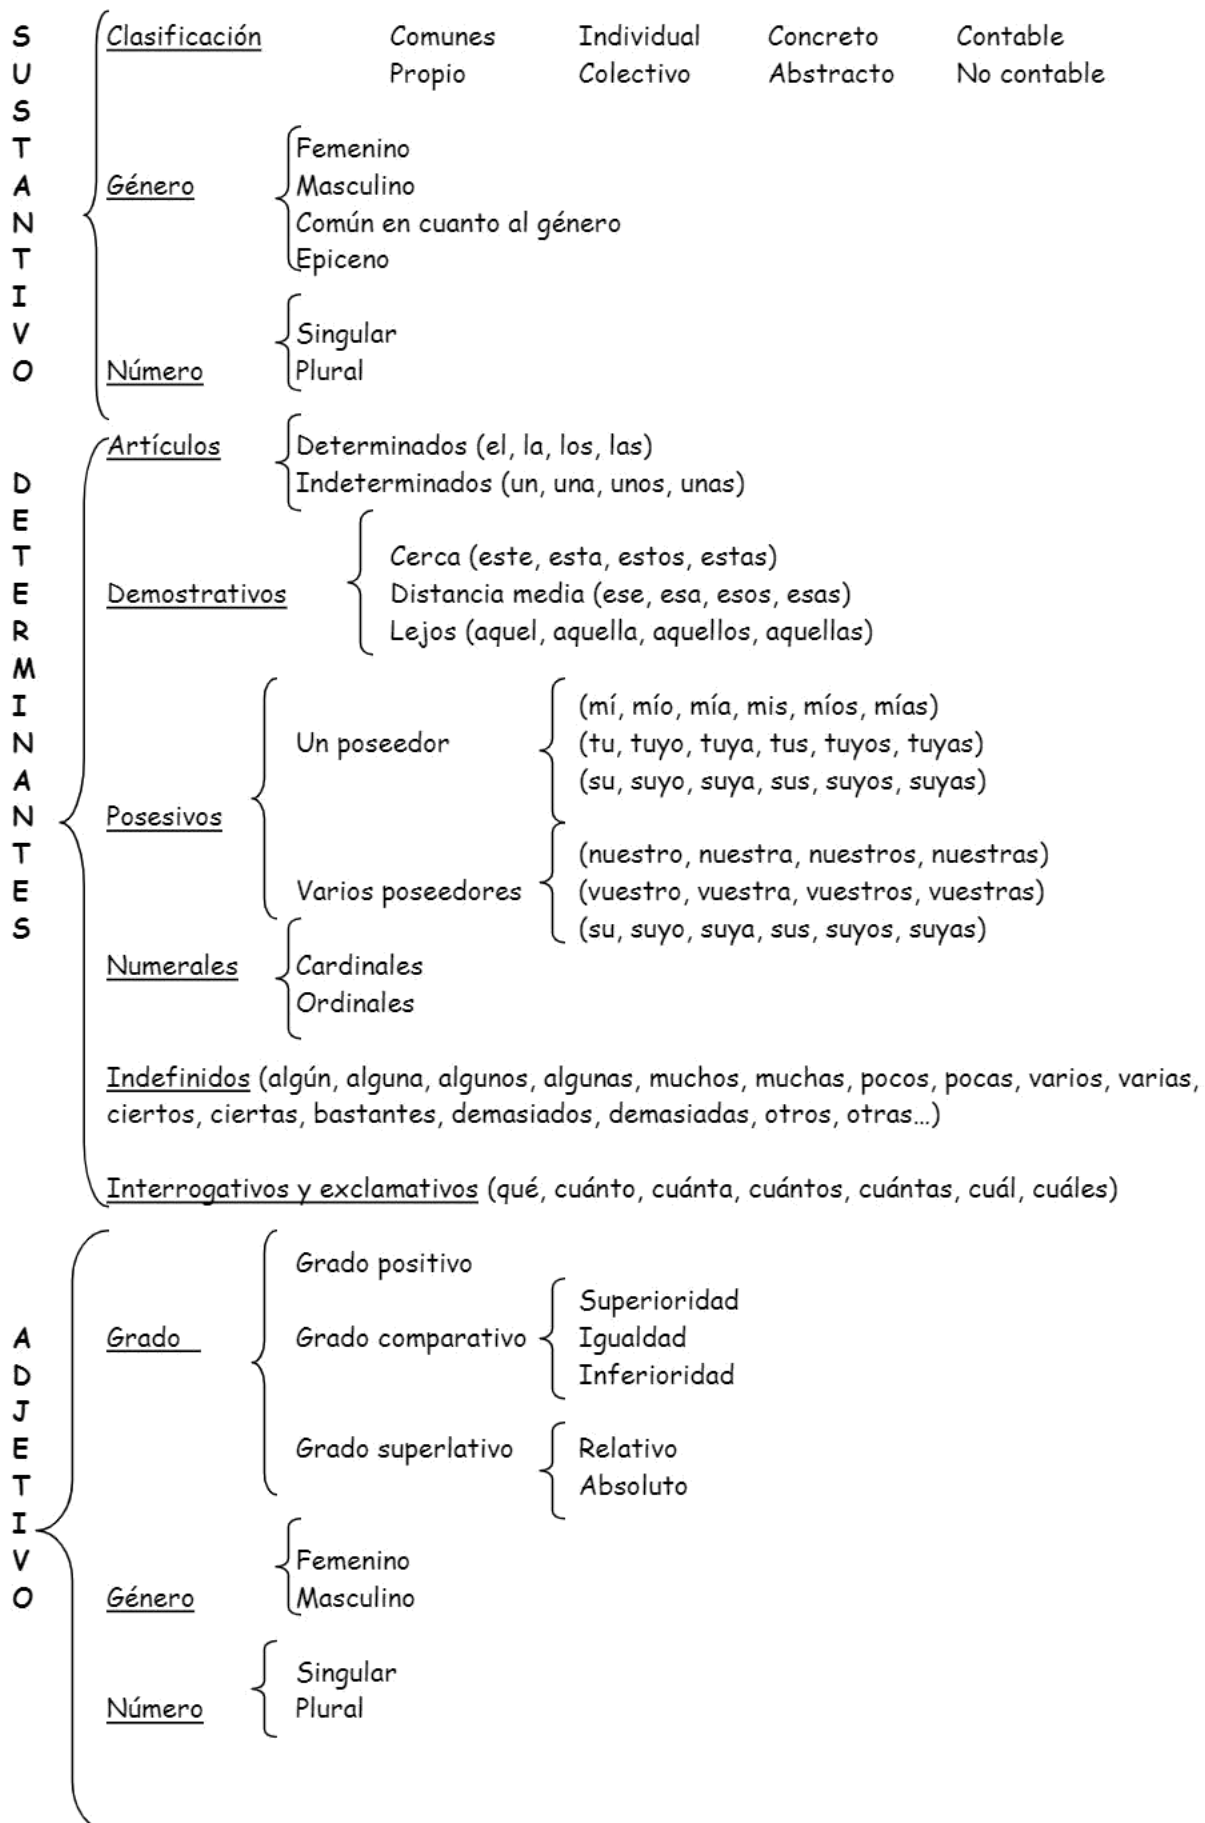 SUSTANTIVO
Clasificación Comunes Individual Concreto Contable
Propio Colectivo Abstracto No contable
Género
Femenino
Masculino
Común en cuanto al género
Epiceno
Número
Singular
Plural
DETERMINANTES
Artículos
Determinados (el, la, los, las)
Indeterminados (un, una, unos, unas)
Demostrativos
Cerca (este, esta, estos, estas)
Distancia media (ese, esa, esos, esas)
Lejos (aquel, aquella, aquellos, aquellas)
Posesivos
Un poseedor
(mí, mío, mía, mis, míos, mías)
(tu, tuyo, tuya, tus, tuyos, tuyas)
(su, suyo, suya, sus, suyos, suyas)
Varios poseedores
(nuestro, nuestra, nuestros, nuestras)
(vuestro, vuestra, vuestros, vuestras)
(su, suyo, suya, sus, suyos, suyas)
Numerales
Cardinales
Ordinales
Indefinidos (algún, alguna, algunos, algunas, muchos, muchas, pocos, pocas, varios, varias,
ciertos, ciertas, bastantes, demasiados, demasiadas, otros, otras…)
Interrogativos y exclamativos (qué, cuánto, cuánta, cuántos, cuántas, cuál, cuáles)
ADJETIVO
Grado
Grado positivo
Grado comparativo
Superioridad
Igualdad
Inferioridad
Grado superlativo
Relativo
Absoluto
Género
Femenino
Masculino
Número
Singular
Plural